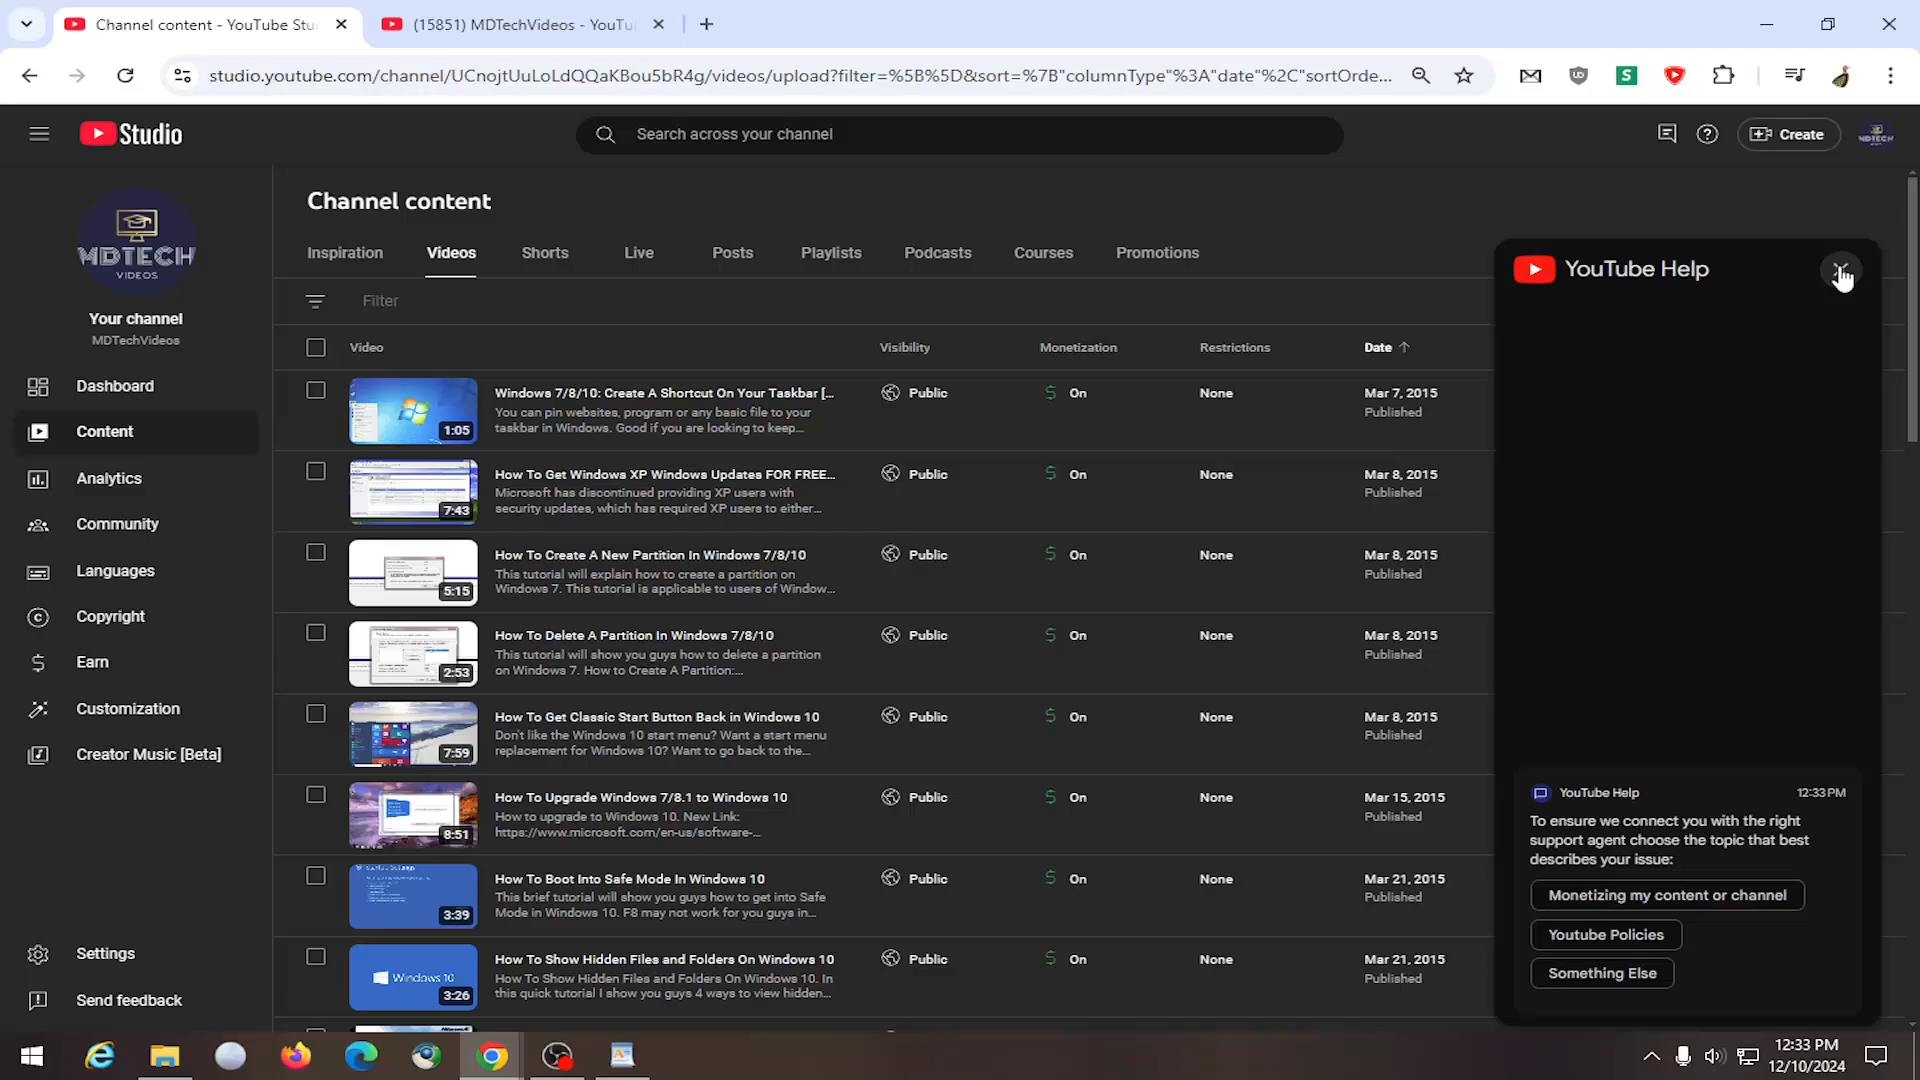 Channel content - YouTube Stu
(15851) MDTechVideos - YouTu
studio.youtube.com/channel/UCnojtUuLoLdQQaKBou5bR4g/videos/upload?filter=%5B%5D&sort=%7B"columnType"%3A"date"%2C"sortOrde...
Studio
Search across your channel
Create
MDTECH
VIDEOS
Your channel
MDTechVideos
Dashboard
Content
Analytics
Community
Languages
Copyright
Earn
Customization
Creator Music [Beta]
Settings
Send feedback
Channel content
Inspiration Videos Shorts Live Posts Playlists Podcasts Courses Promotions
Filter
Video Visibility Monetization Restrictions Date
1:05
Windows 7/8/10: Create A Shortcut On Your Taskbar [...
You can pin websites, program or any basic file to your
taskbar in Windows. Good if you are looking to keep...
Public On None Mar 7, 2015
Published
7:43
How To Get Windows XP Windows Updates FOR FREE...
Microsoft has discontinued providing XP users with
security updates, which has required XP users to either...
Public On None Mar 8, 2015
Published
5:15
How To Create A New Partition In Windows 7/8/10
This tutorial will explain how to create a partition on
Windows 7. This tutorial is applicable to users of Window...
Public On None Mar 8, 2015
Published
2:53
How To Delete A Partition In Windows 7/8/10
This tutorial will show you guys how to delete a partition
on Windows 7. How to Create A Partition:...
Public On None Mar 8, 2015
Published
7:59
How To Get Classic Start Button Back in Windows 10
Don't like the Windows 10 start menu? Want a start menu
replacement for Windows 10? Want to go back to the...
Public On None Mar 8, 2015
Published
8:51
How To Upgrade Windows 7/8.1 to Windows 10
How to upgrade to Windows 10. New Link:
https://www.microsoft.com/en-us/software-...
Public On None Mar 15, 2015
Published
3:39
How To Boot Into Safe Mode In Windows 10
This brief tutorial will show you guys how to get into Safe
Mode in Windows 10. F8 may not work for you guys in...
Public On None Mar 21, 2015
Published
Windows 10
3:26
How To Show Hidden Files and Folders On Windows 10
How To Show Hidden Files and Folders On Windows 10. In
this quick tutorial I show you guys 4 ways to view hidden...
Public On None Mar 21, 2015
Published
YouTube Help
YouTube Help 12:33 PM
To ensure we connect you with the right
support agent choose the topic that best
describes your issue:
Monetizing my content or channel
Youtube Policies
Something Else
12:33 PM
12/10/2024